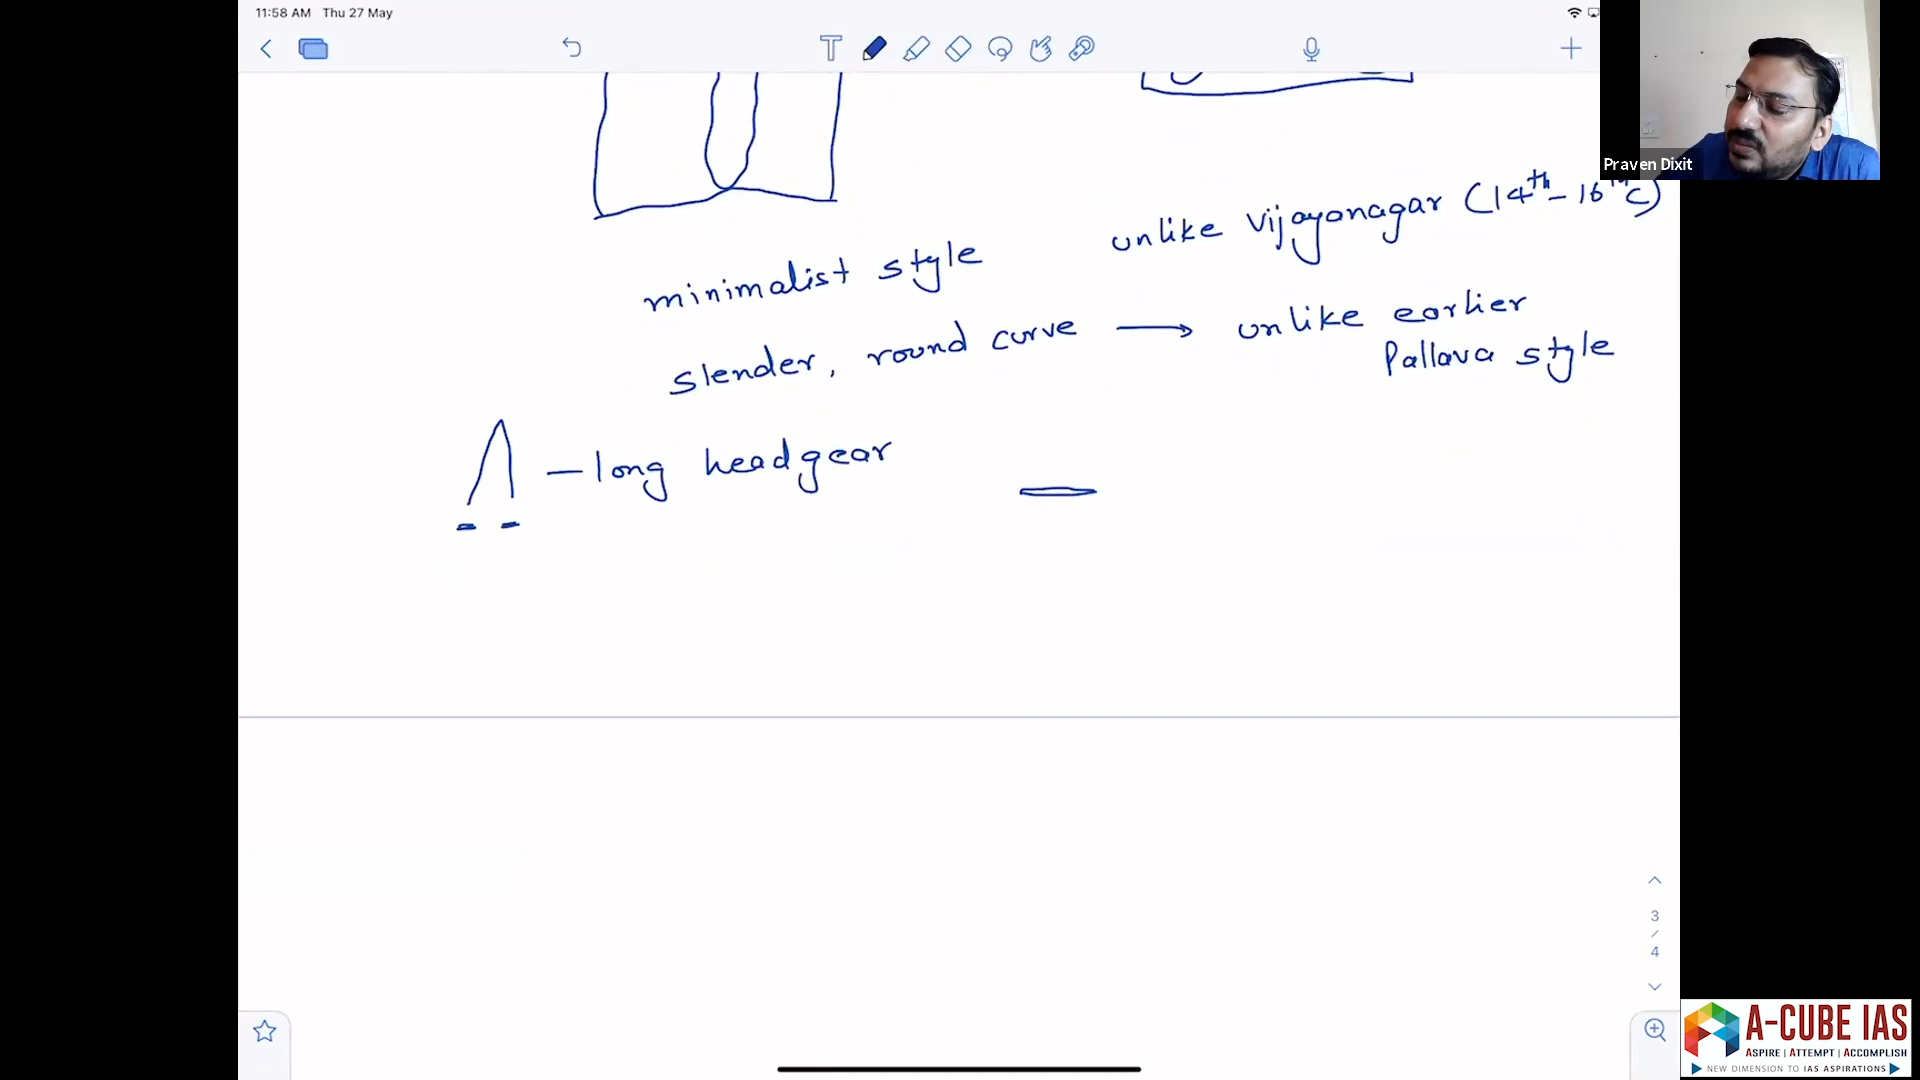 11:58 AM Thu 27 May
Praven Dixit
unlike Vijayanagar (14th - 16th C)
minimalist style
slender, round curve → unlike earlier
Pallava style
— long headgear
3
/
4
A-CUBE IAS
ASPIRE | ATTEMPT | ACCOMPLISH
NEW DIMENSION TO IAS ASPIRATIONS